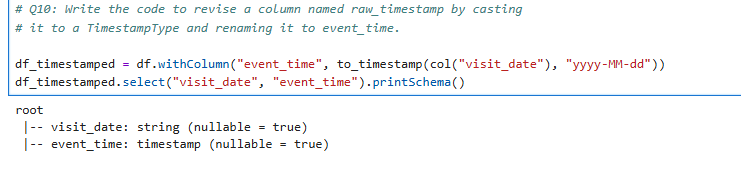 # Q10: Write the code to revise a column named raw_timestamp by casting
# it to a TimestampType and renaming it to event_time.
df_timestamped = df.withColumn("event_time", to_timestamp(col("visit_date"), "yyyy-MM-dd"))
df_timestamped.select("visit_date", "event_time").printSchema()
root
 |-- visit_date: string (nullable = true)
 |-- event_time: timestamp (nullable = true)